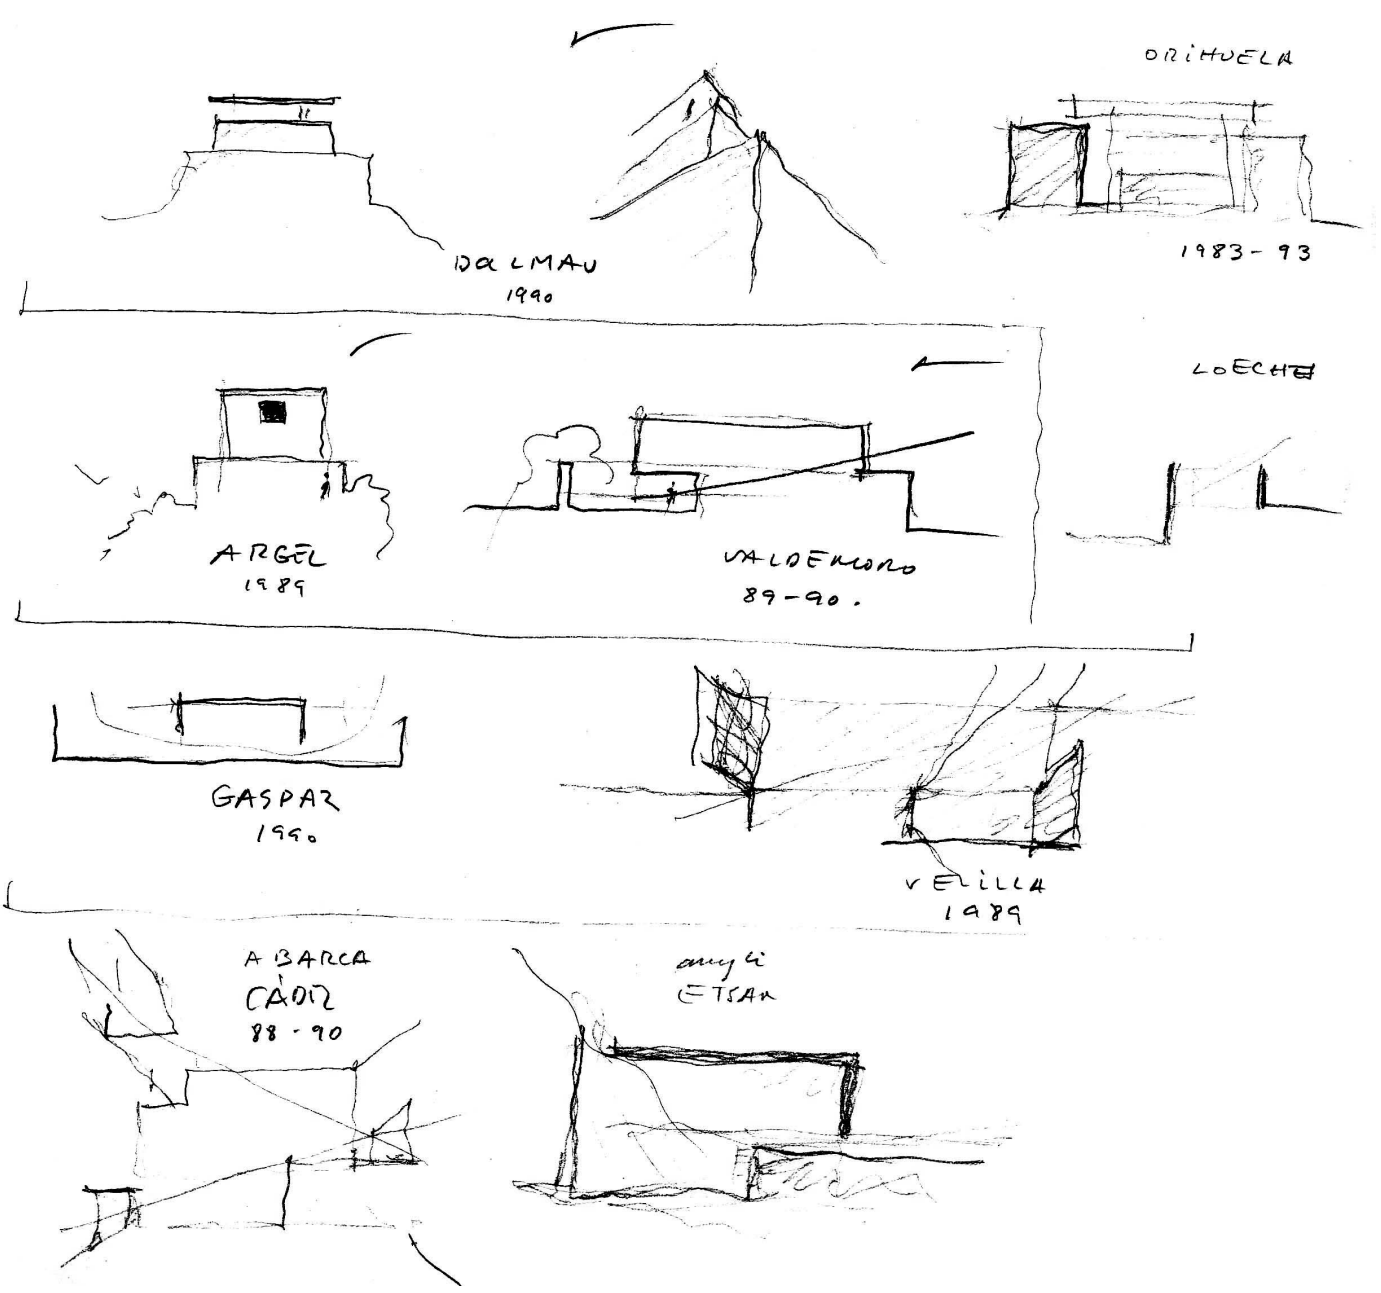 ORIHUELA
1983-93
DALMAU
1990
LOECHE
ARGEL
1989
VALDEMORO
89-90.
GASPAR
1990
VELILLA
1989
ABARCA
CÁDIZ
88-90
ETSAM